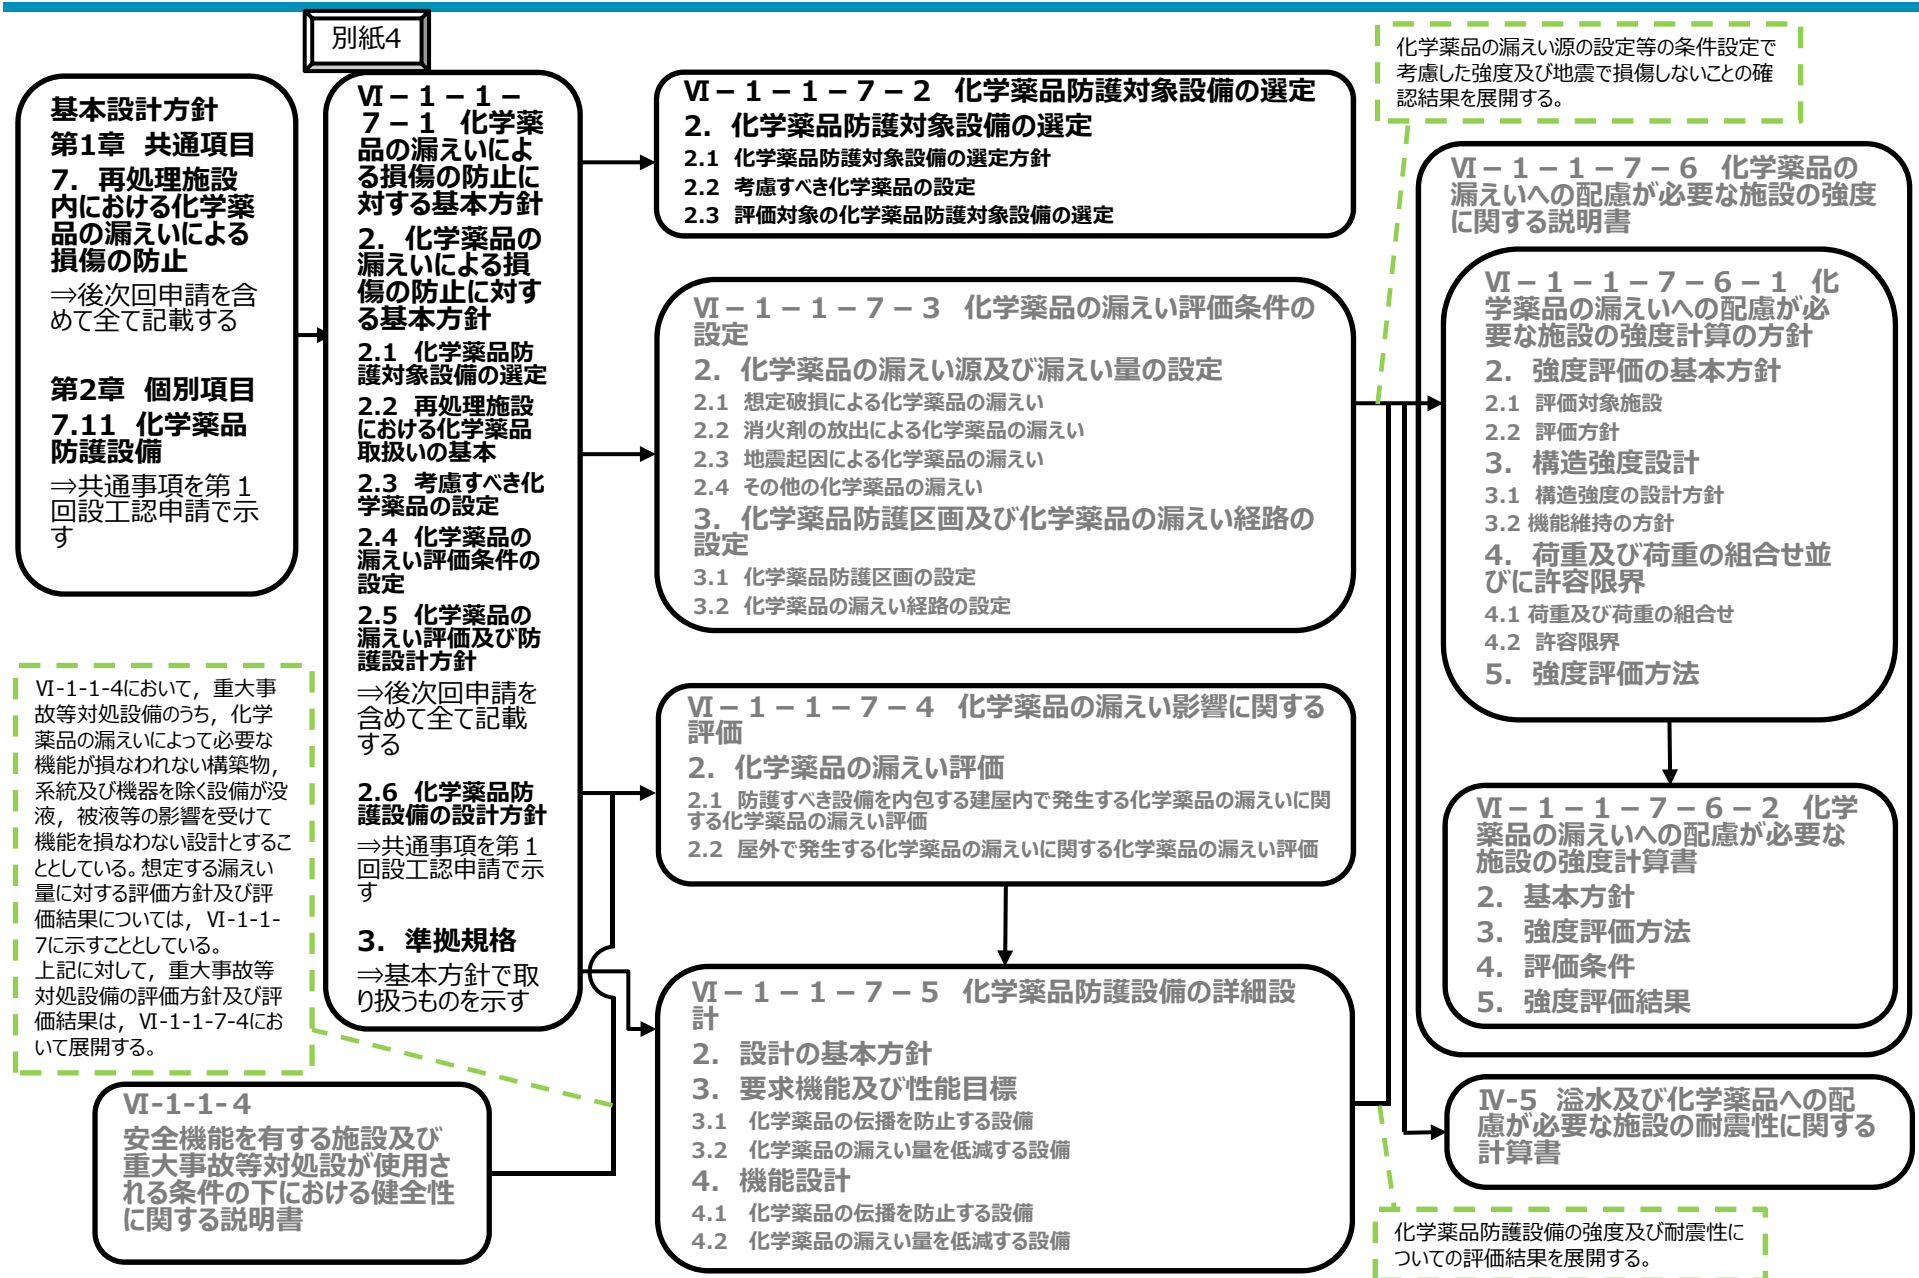 別紙4
基本設計方針
第1章 共通項目
7. 再処理施設
内における化学薬
品の漏えいによる
損傷の防止
⇒後次回申請を含
めて全て記載する
第2章 個別項目
7.11 化学薬品
防護設備
⇒共通事項を第1
回設工認申請で示
す
Ⅵ－1－1－
7－1 化学薬
品の漏えいによ
る損傷の防止に
対する基本方針
2. 化学薬品の
漏えいによる損
傷の防止に対す
る基本方針
2.1 化学薬品防
護対象設備の選定
2.2 再処理施設
における化学薬品
取扱いの基本
2.3 考慮すべき化
学薬品の設定
2.4 化学薬品の
漏えい評価条件の
設定
2.5 化学薬品の
漏えい評価及び防
護設計方針
⇒後次回申請を
含めて全て記載
する
2.6 化学薬品防
護設備の設計方針
⇒共通事項を第1
回設工認申請で示
す
3. 準拠規格
⇒基本方針で取
り扱うものを示す
Ⅵ－1－1－7－2 化学薬品防護対象設備の選定
2. 化学薬品防護対象設備の選定
2.1 化学薬品防護対象設備の選定方針
2.2 考慮すべき化学薬品の設定
2.3 評価対象の化学薬品防護対象設備の選定
Ⅵ－1－1－7－3 化学薬品の漏えい評価条件の
設定
2. 化学薬品の漏えい源及び漏えい量の設定
2.1 想定破損による化学薬品の漏えい
2.2 消火剤の放出による化学薬品の漏えい
2.3 地震起因による化学薬品の漏えい
2.4 その他の化学薬品の漏えい
3. 化学薬品防護区画及び化学薬品の漏えい経路の
設定
3.1 化学薬品防護区画の設定
3.2 化学薬品の漏えい経路の設定
Ⅵ－1－1－7－4 化学薬品の漏えい影響に関する
評価
2. 化学薬品の漏えい評価
2.1 防護すべき設備を内包する建屋内で発生する化学薬品の漏えいに関
する化学薬品の漏えい評価
2.2 屋外で発生する化学薬品の漏えいに関する化学薬品の漏えい評価
Ⅵ－1－1－7－5 化学薬品防護設備の詳細設
計
2. 設計の基本方針
3. 要求機能及び性能目標
3.1 化学薬品の伝播を防止する設備
3.2 化学薬品の漏えい量を低減する設備
4. 機能設計
4.1 化学薬品の伝播を防止する設備
4.2 化学薬品の漏えい量を低減する設備
化学薬品の漏えい源の設定等の条件設定で
考慮した強度及び地震で損傷しないことの確
認結果を展開する。
Ⅵ－1－1－7－6 化学薬品の
漏えいへの配慮が必要な施設の強度
に関する説明書
Ⅵ－1－1－7－6－1 化
学薬品の漏えいへの配慮が必
要な施設の強度計算の方針
2. 強度評価の基本方針
2.1 評価対象施設
2.2 評価方針
3. 構造強度設計
3.1 構造強度の設計方針
3.2 機能維持の方針
4. 荷重及び荷重の組合せ並
びに許容限界
4.1 荷重及び荷重の組合せ
4.2 許容限界
5. 強度評価方法
Ⅵ－1－1－7－6－2 化学
薬品の漏えいへの配慮が必要な
施設の強度計算書
2. 基本方針
3. 強度評価方法
4. 評価条件
5. 強度評価結果
Ⅳ-5 溢水及び化学薬品への配
慮が必要な施設の耐震性に関する
計算書
化学薬品防護設備の強度及び耐震性に
ついての評価結果を展開する。
Ⅵ-1-1-4において，重大事
故等対処設備のうち，化学
薬品の漏えいによって必要な
機能が損なわれない構築物，
系統及び機器を除く設備が没
液，被液等の影響を受けて
機能を損なわない設計とするこ
ととしている。想定する漏えい
量に対する評価方針及び評
価結果については，Ⅵ-1-1-
7に示すこととしている。
上記に対して，重大事故等
対処設備の評価方針及び評
価結果は，Ⅵ-1-1-7-4にお
いて展開する。
Ⅵ-1-1-4
安全機能を有する施設及び
重大事故等対処設が使用さ
れる条件の下における健全性
に関する説明書